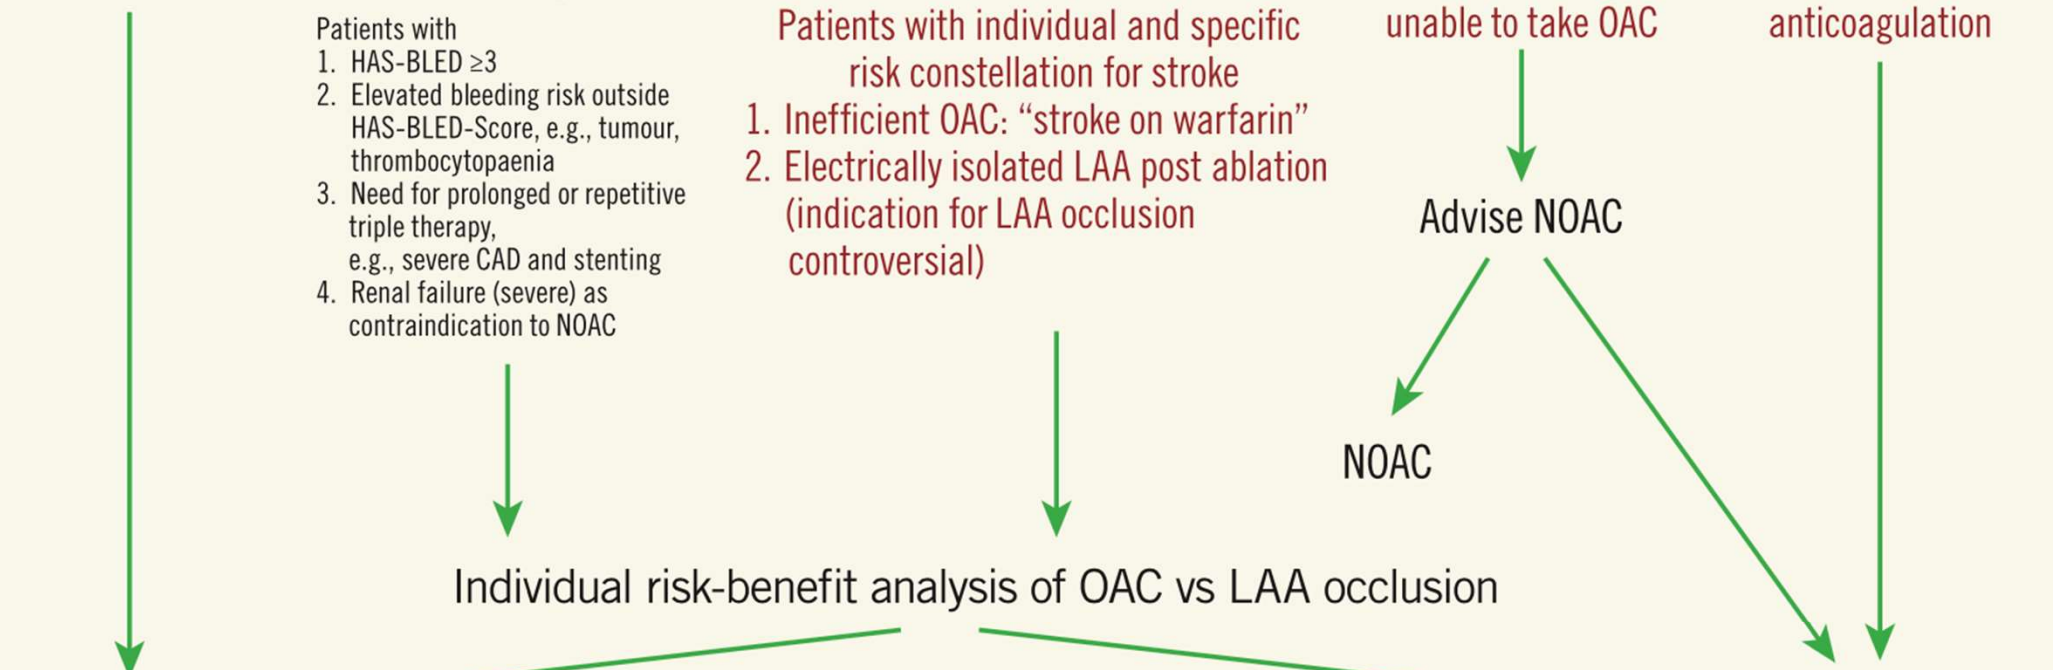 Patients with
1. HAS-BLED ≥3
2. Elevated bleeding risk outside
HAS-BLED-Score, e.g., tumour,
thrombocytopaenia
3. Need for prolonged or repetitive
triple therapy,
e.g., severe CAD and stenting
4. Renal failure (severe) as
contraindication to NOAC
Patients with individual and specific
risk constellation for stroke
1. Inefficient OAC: “stroke on warfarin”
2. Electrically isolated LAA post ablation
(indication for LAA occlusion
controversial)
unable to take OAC
Advise NOAC
NOAC
anticoagulation
Individual risk-benefit analysis of OAC vs LAA occlusion